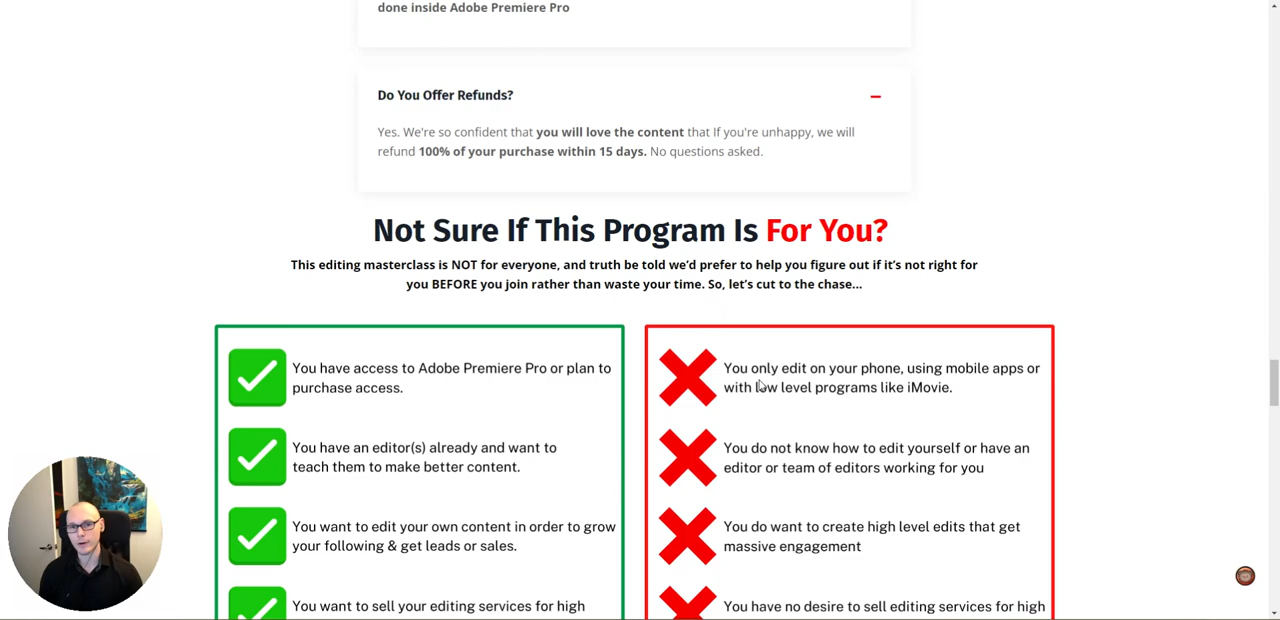 done inside Adobe Premiere Pro
Do You Offer Refunds?
Yes. We're so confident that you will love the content that If you're unhappy, we will
refund 100% of your purchase within 15 days. No questions asked.
Not Sure If This Program Is For You?
This editing masterclass is NOT for everyone, and truth be told we'd prefer to help you figure out if it's not right for
you BEFORE you join rather than waste your time. So, let's cut to the chase...
You have access to Adobe Premiere Pro or plan to
purchase access.
You have an editor(s) already and want to
teach them to make better content.
You want to edit your own content in order to grow
your following & get leads or sales.
You want to sell your editing services for high
You only edit on your phone, using mobile apps or
with low level programs like iMovie.
You do not know how to edit yourself or have an
editor or team of editors working for you
You do want to create high level edits that get
massive engagement
You have no desire to sell editing services for high